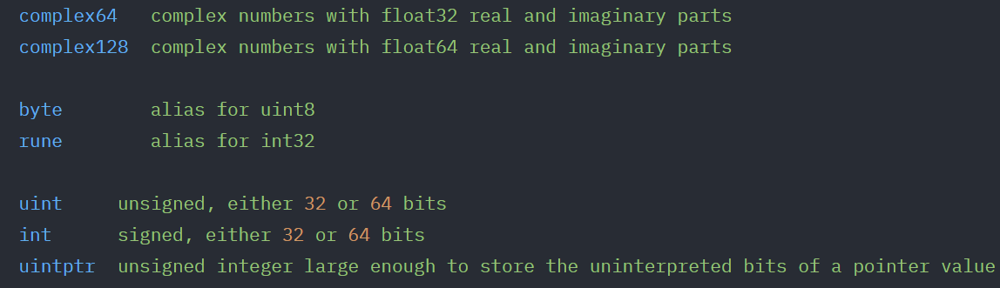 complex64   complex numbers with float32 real and imaginary parts
complex128  complex numbers with float64 real and imaginary parts
byte        alias for uint8
rune        alias for int32
uint     unsigned, either 32 or 64 bits
int      signed, either 32 or 64 bits
uintptr  unsigned integer large enough to store the uninterpreted bits of a pointer value